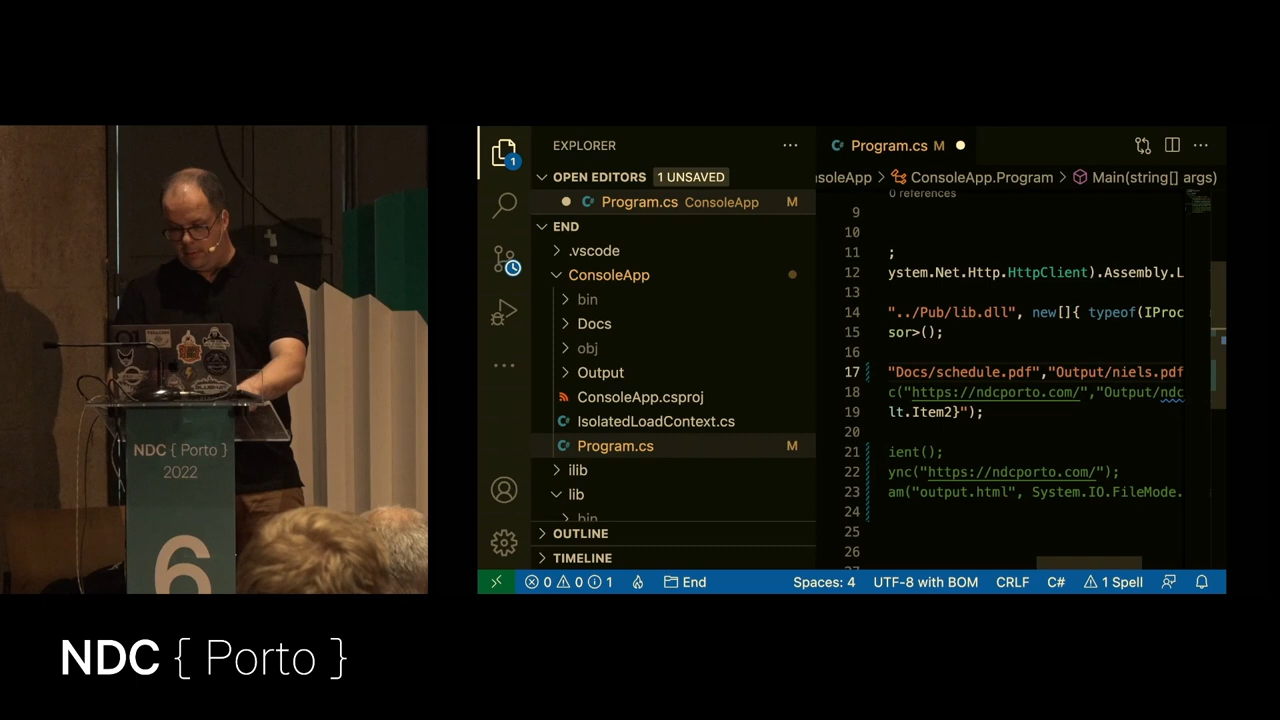 NDC { Porto }
2022
6
1
EXPLORER
OPEN EDITORS 1 UNSAVED
Program.cs ConsoleApp M
END
.vscode
ConsoleApp
bin
Docs
obj
Output
ConsoleApp.csproj
IsolatedLoadContext.cs
Program.cs M
ilib
lib
bin
OUTLINE
TIMELINE
Program.cs M
nsoleApp > ConsoleApp.Program > Main(string[] args)
0 references
9
10
11 ;
12 ystem.Net.Http.HttpClient).Assembly.L
13
14 "../Pub/lib.dll", new[]{ typeof(IProc
15 sor>();
16
17 "Docs/schedule.pdf","Output/niels.pdf
18 c("https://ndcporto.com/","Output/ndc
19 lt.Item2}");
20
21 ient();
22 ync("https://ndcporto.com/");
23 am("output.html", System.IO.FileMode.
24
25
26
0 0 1 End Spaces: 4 UTF-8 with BOM CRLF C# 1 Spell
NDC { Porto }